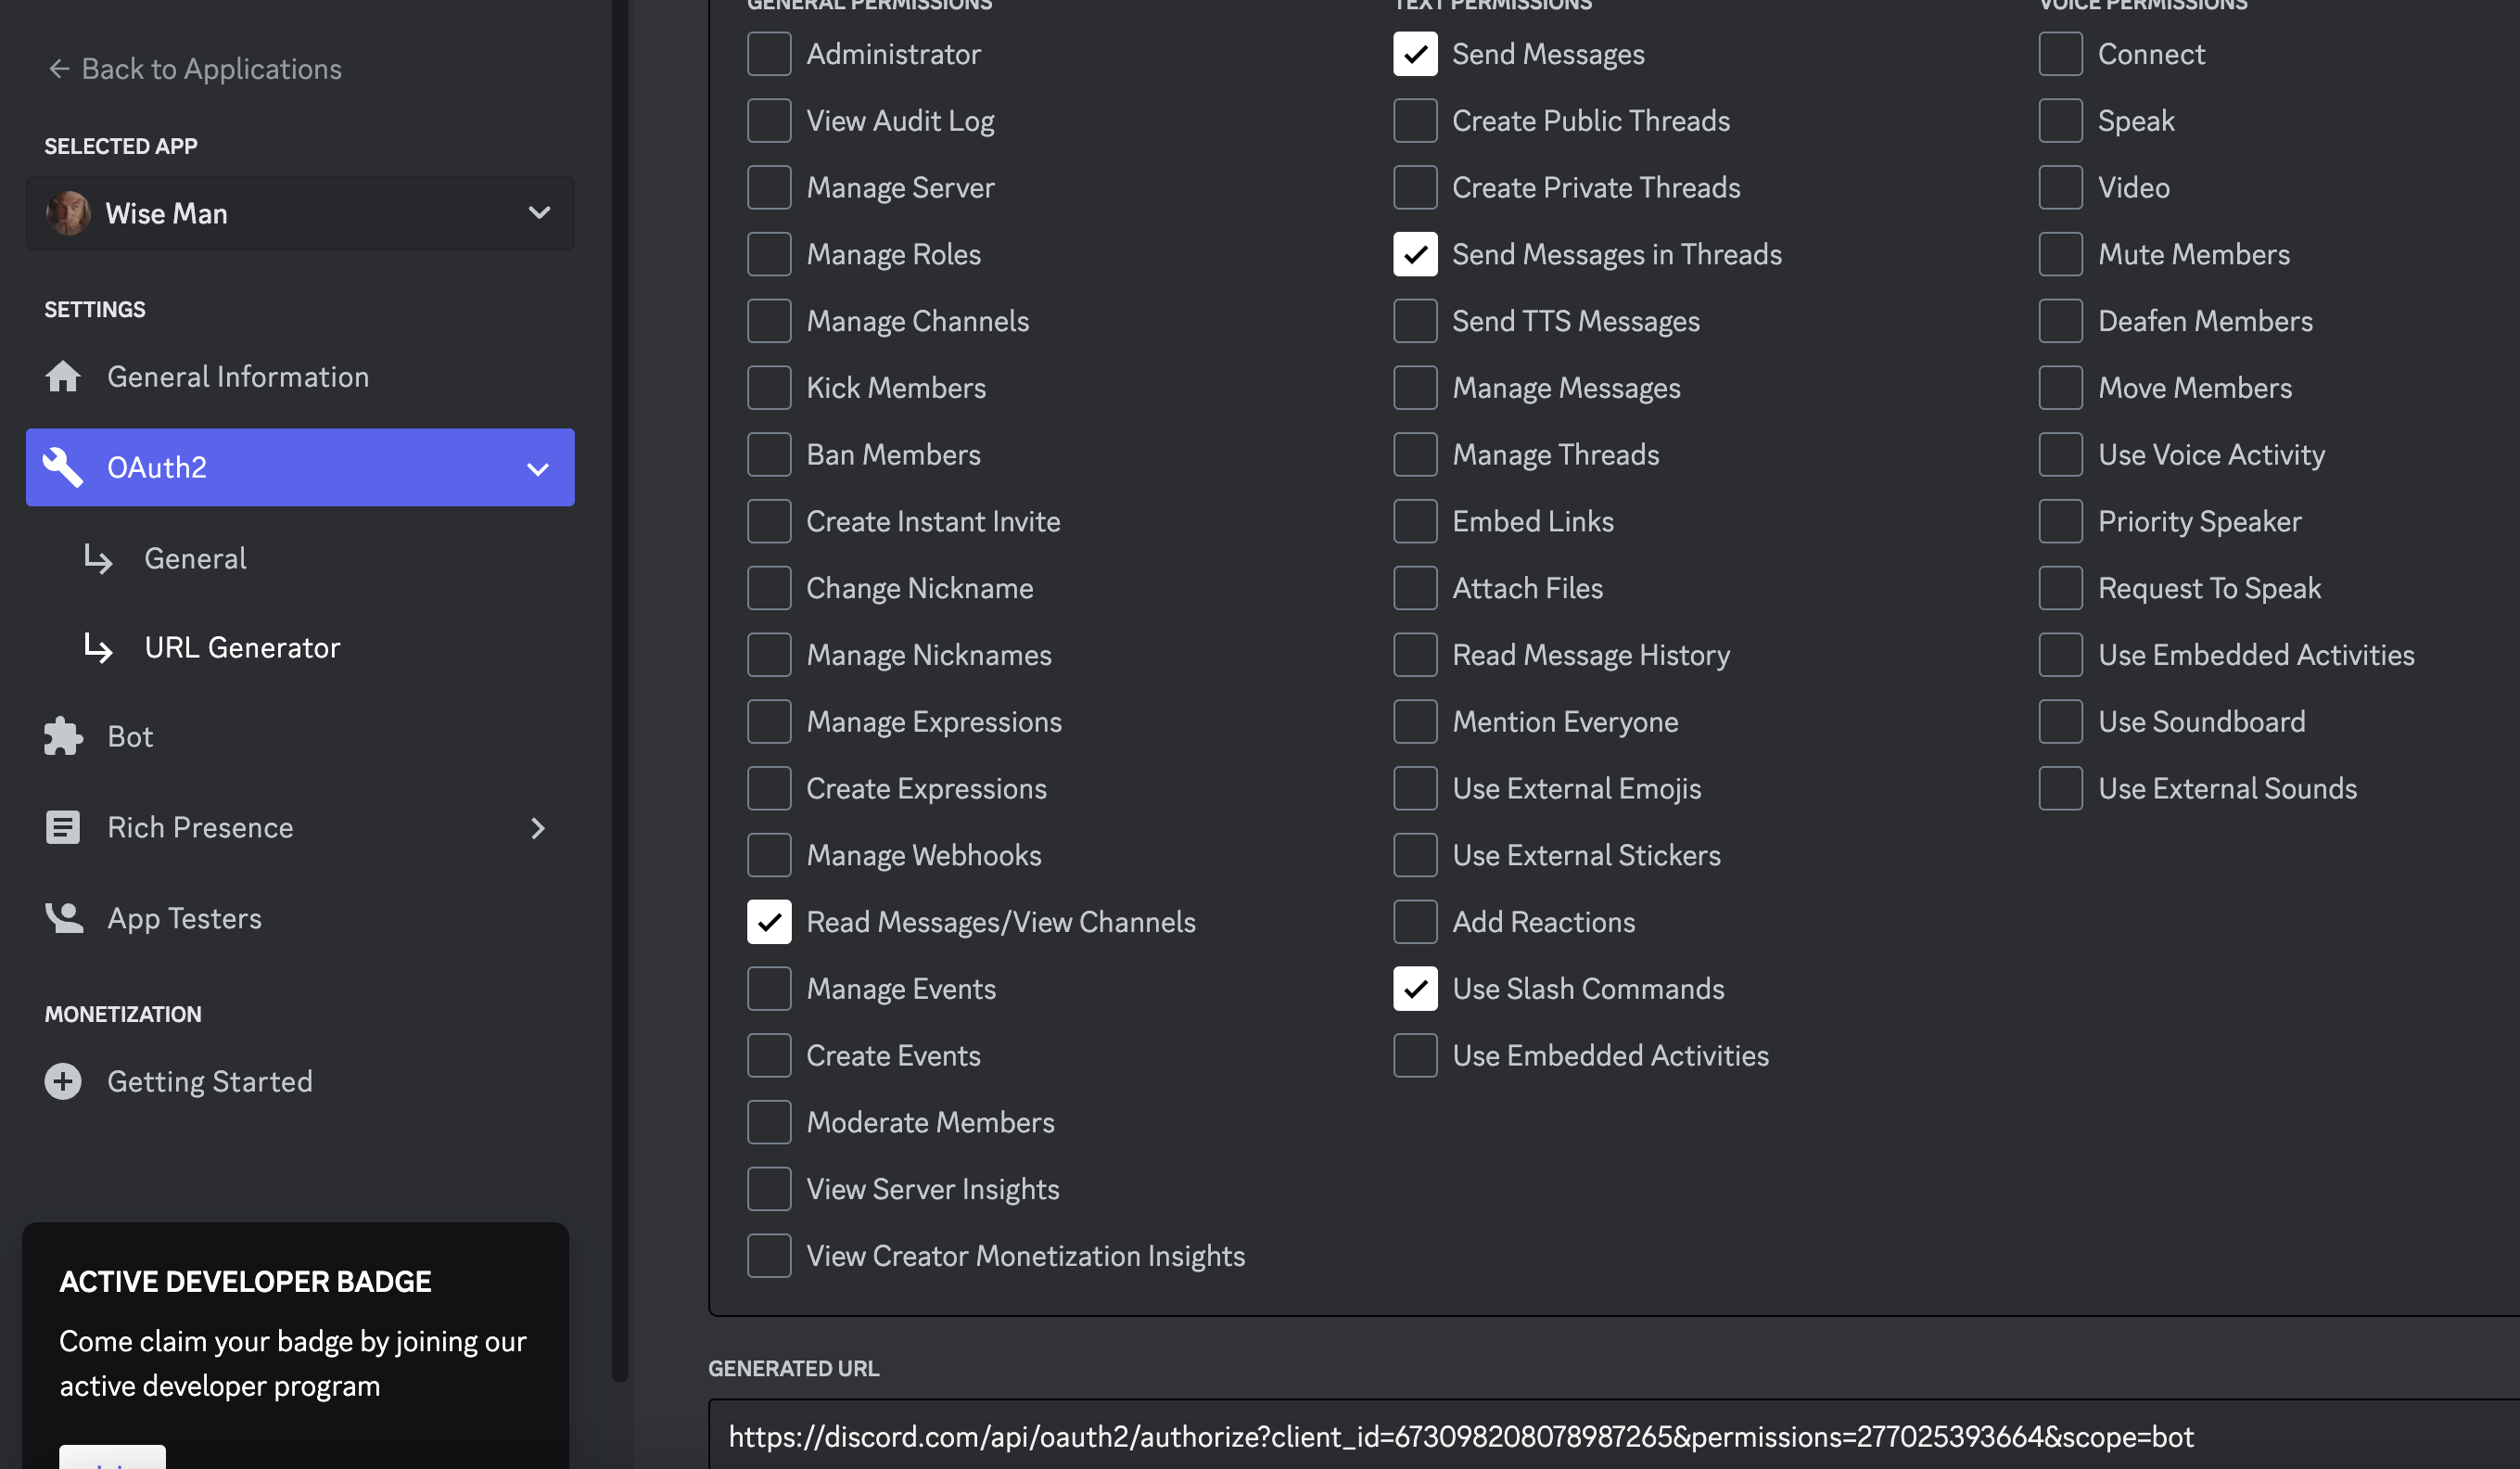 ← Back to Applications
SELECTED APP
Wise Man
SETTINGS
General Information
OAuth2
General
URL Generator
Bot
Rich Presence
App Testers
MONETIZATION
Getting Started
ACTIVE DEVELOPER BADGE
Come claim your badge by joining our
active developer program
GENERAL PERMISSIONS
Administrator
View Audit Log
Manage Server
Manage Roles
Manage Channels
Kick Members
Ban Members
Create Instant Invite
Change Nickname
Manage Nicknames
Manage Expressions
Create Expressions
Manage Webhooks
Read Messages/View Channels
Manage Events
Create Events
Moderate Members
View Server Insights
View Creator Monetization Insights
TEXT PERMISSIONS
Send Messages
Create Public Threads
Create Private Threads
Send Messages in Threads
Send TTS Messages
Manage Messages
Manage Threads
Embed Links
Attach Files
Read Message History
Mention Everyone
Use External Emojis
Use External Stickers
Add Reactions
Use Slash Commands
Use Embedded Activities
VOICE PERMISSIONS
Connect
Speak
Video
Mute Members
Deafen Members
Move Members
Use Voice Activity
Priority Speaker
Request To Speak
Use Embedded Activities
Use Soundboard
Use External Sounds
GENERATED URL
https://discord.com/api/oauth2/authorize?client_id=673098208078987265&permissions=277025393664&scope=bot